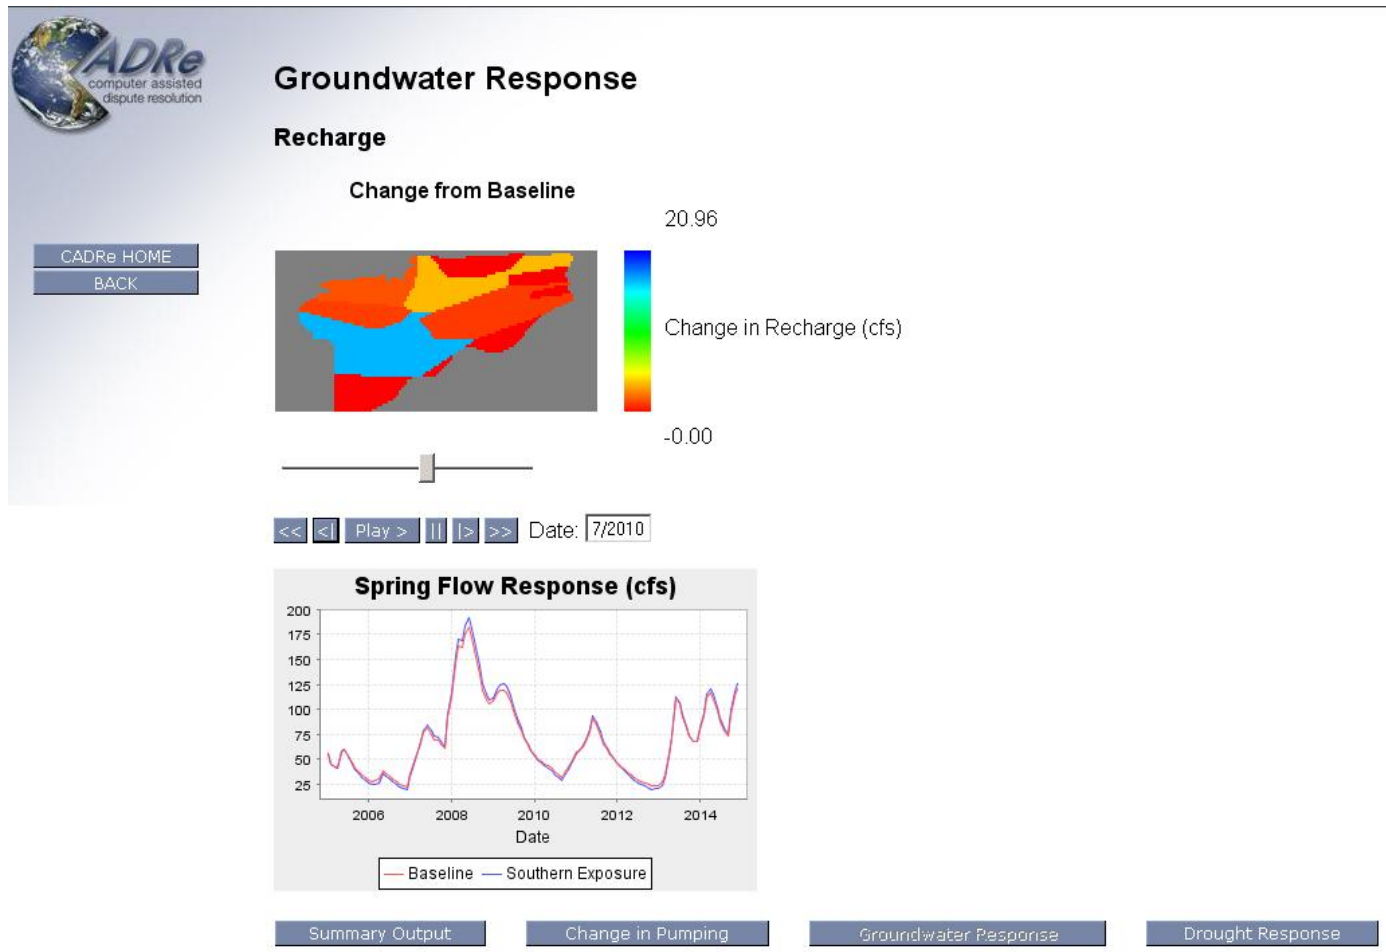 CADRe
computer assisted
dispute resolution
Groundwater Response
Recharge
Change from Baseline
20.96
CADRe HOME
BACK
Change in Recharge (cfs)
-0.00
<< <| Play > || |> >> Date: 7/2010
Spring Flow Response (cfs)
200
175
150
125
100
75
50
25
2006 2008 2010 2012 2014
Date
Baseline Southern Exposure
Summary Output Change in Pumping Groundwater Response Drought Response